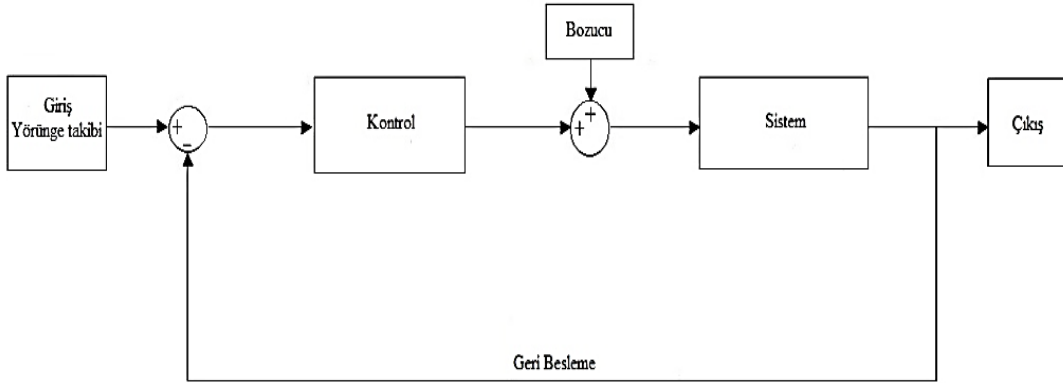 Bozucu
Giriş
Yörünge takibi
+
-
Kontrol
+
+
Sistem
Çıkış
Geri Besleme